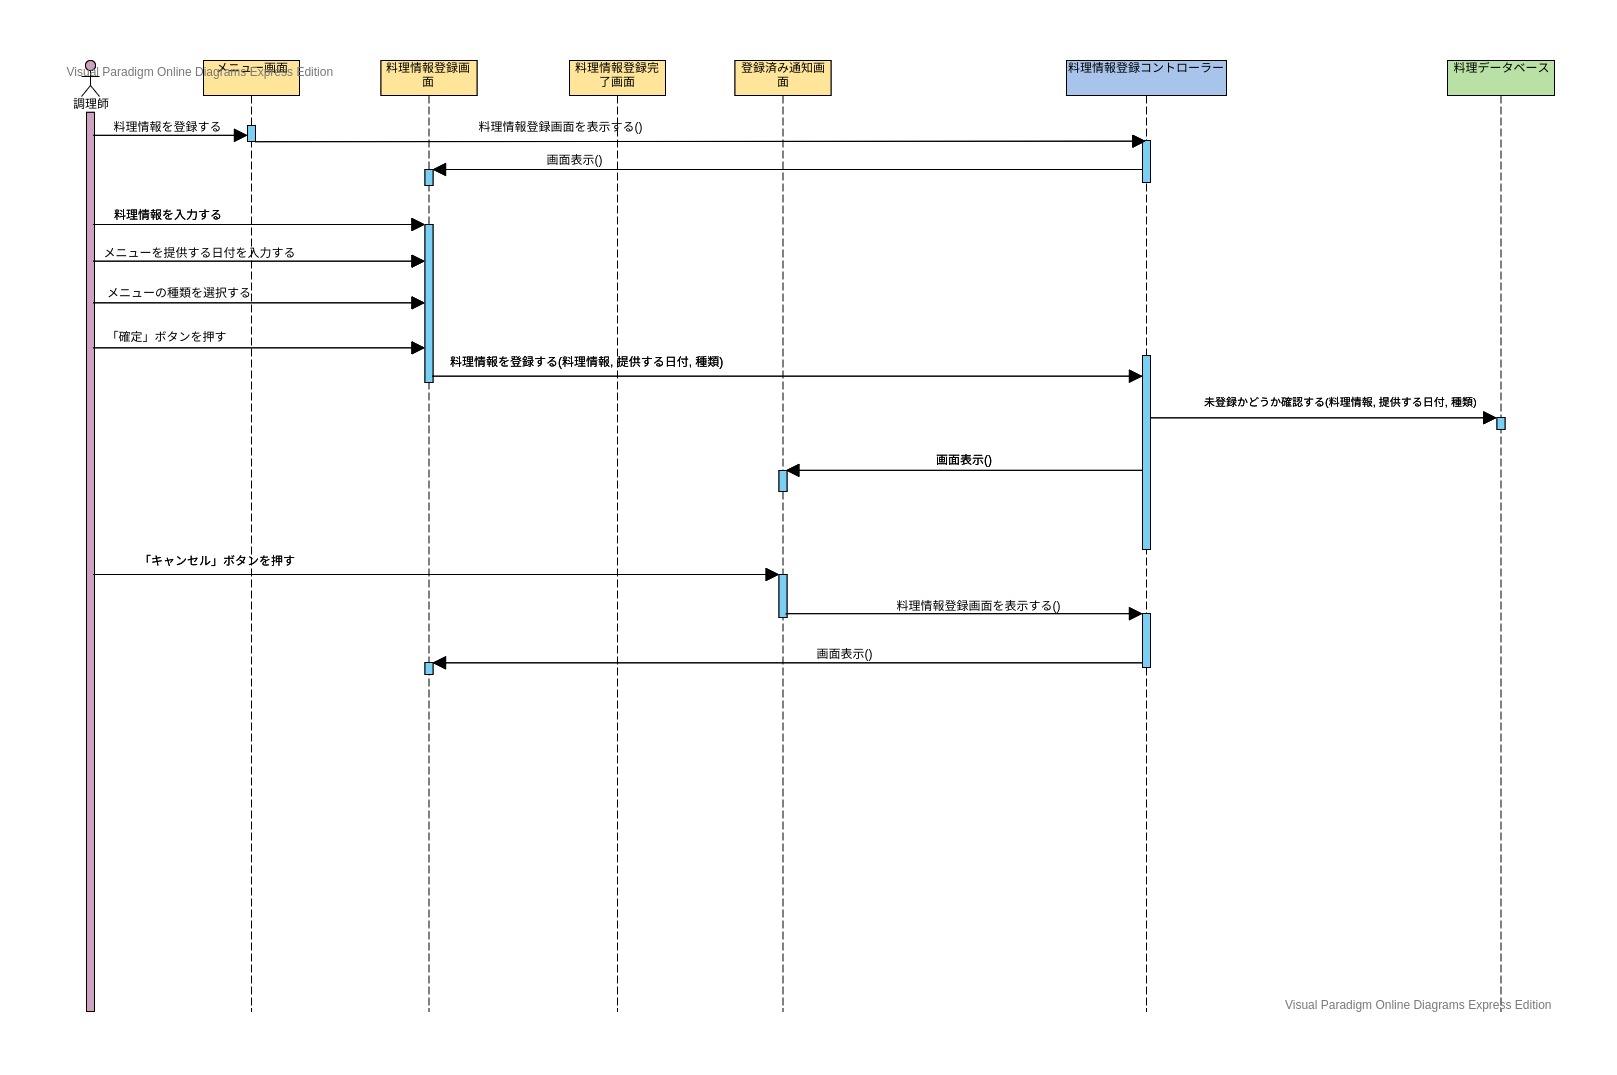 Visual Paradigm Online Diagrams Express Edition
調理師
メニュー画面
料理情報登録画
面
料理情報登録完
了画面
登録済み通知画
面
料理情報登録コントローラー
料理データベース
料理情報を登録する
料理情報登録画面を表示する()
画面表示()
料理情報を入力する
メニューを提供する日付を入力する
メニューの種類を選択する
「確定」ボタンを押す
料理情報を登録する(料理情報, 提供する日付, 種類)
未登録かどうか確認する(料理情報, 提供する日付, 種類)
画面表示()
「キャンセル」ボタンを押す
料理情報登録画面を表示する()
画面表示()
Visual Paradigm Online Diagrams Express Edition